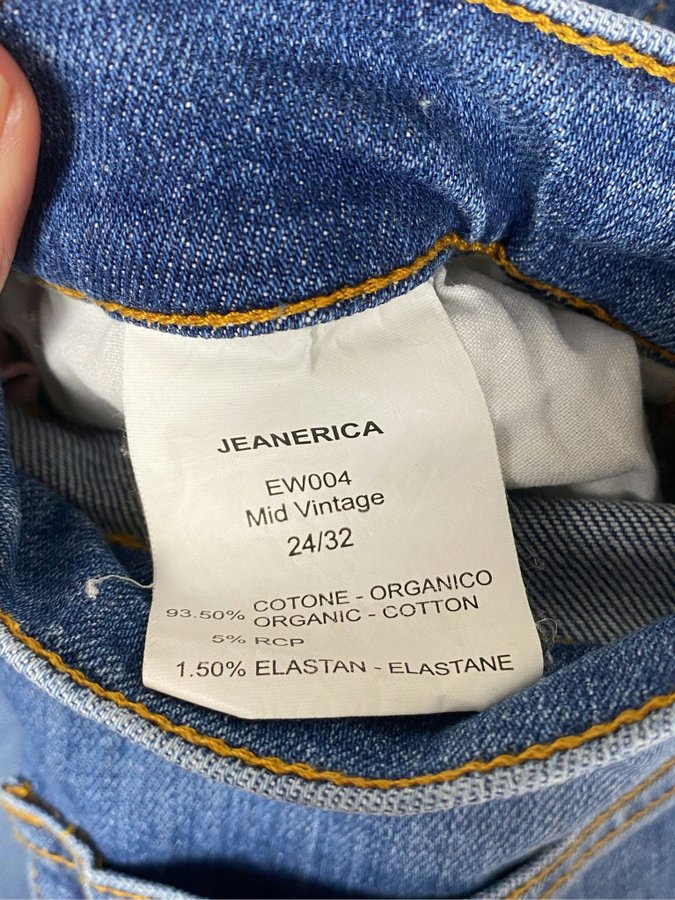 JEANERICA
EW004
Mid Vintage
24/32
93.50% COTONE - ORGANICO
ORGANIC - COTTON
5% RCP
1.50% ELASTAN - ELASTANE